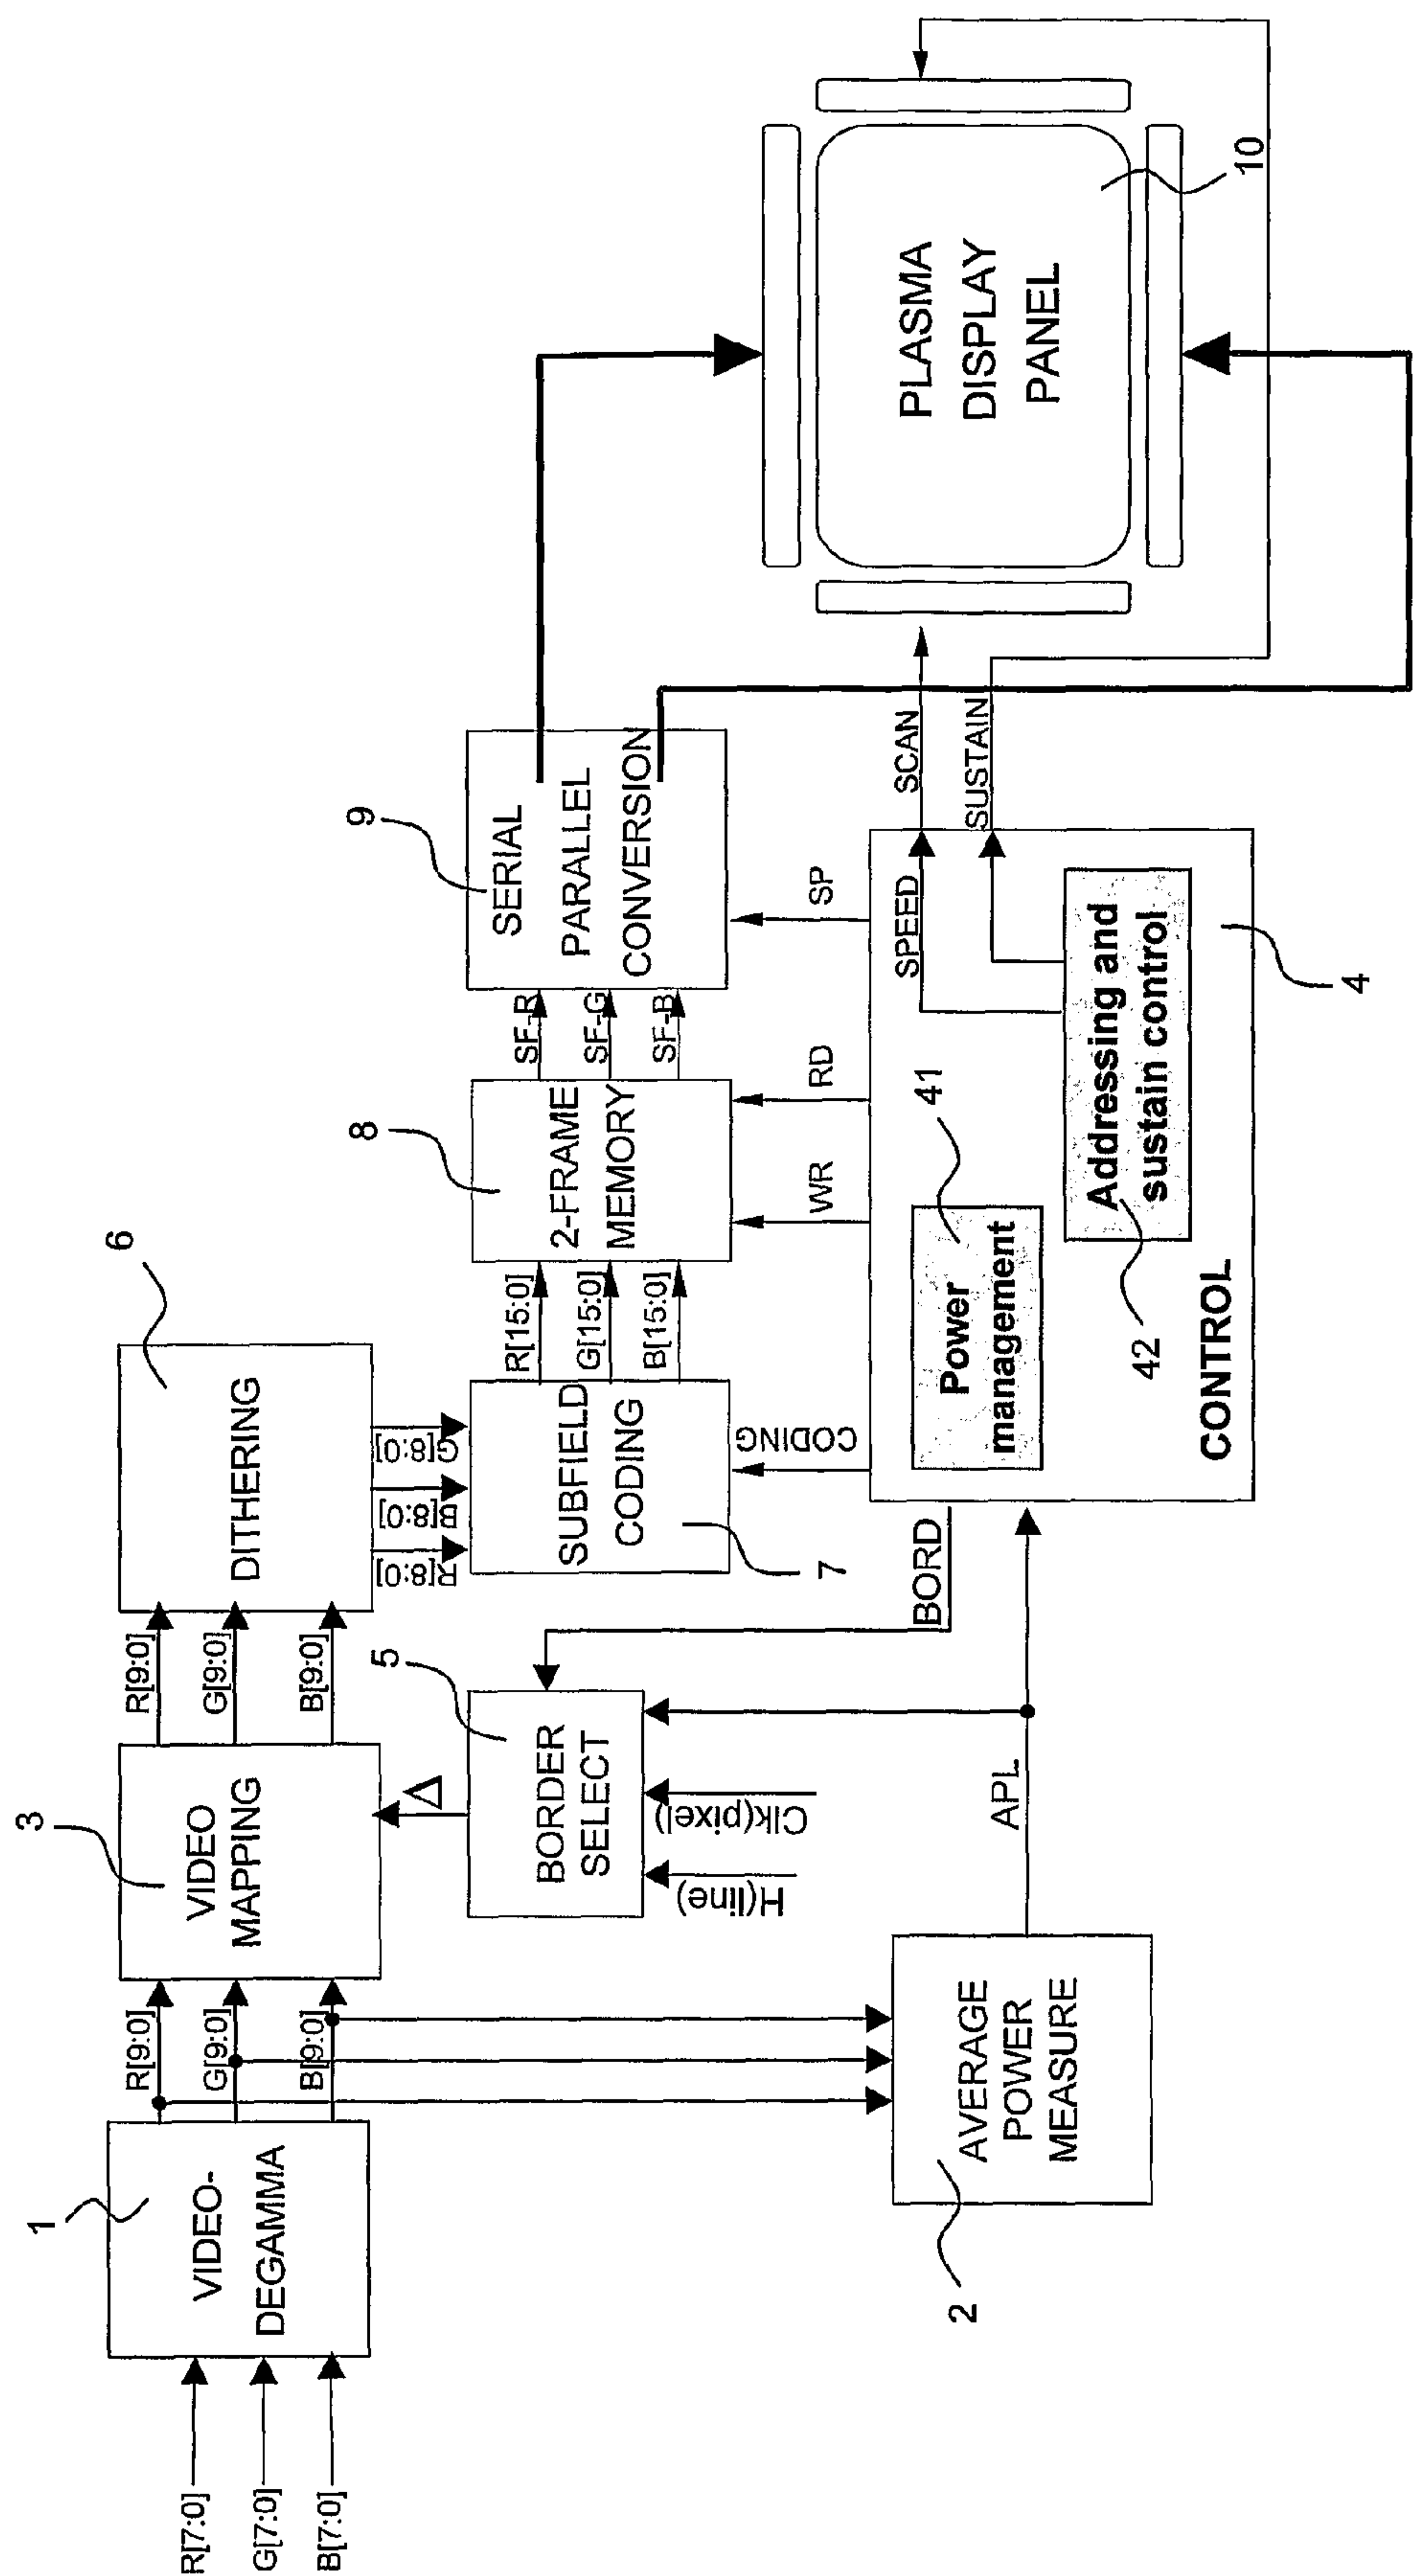 R[7:0]
G[7:0]
B[7:0]
1
VIDEO-
DEGAMMA
R[9:0]
G[9:0]
B[9:0]
3
VIDEO
MAPPING
R[9:0]
G[9:0]
B[9:0]
6
DITHERING
R[8:0]
B[8:0]
G[8:0]
Δ
5
BORDER
SELECT
H(line)
Clk(pixel)
BORD
7
SUBFIELD
CODING
R[15:0]
G[15:0]
B[15:0]
CODING
8
2-FRAME
MEMORY
WR
RD
SF-R
SF-G
SF-B
9
SERIAL
PARALLEL
CONVERSION
SP
2
AVERAGE
POWER
MEASURE
APL
41
Power
management
42
Addressing and
sustain control
CONTROL
4
SPEED
SCAN
SUSTAIN
PLASMA
DISPLAY
PANEL
10